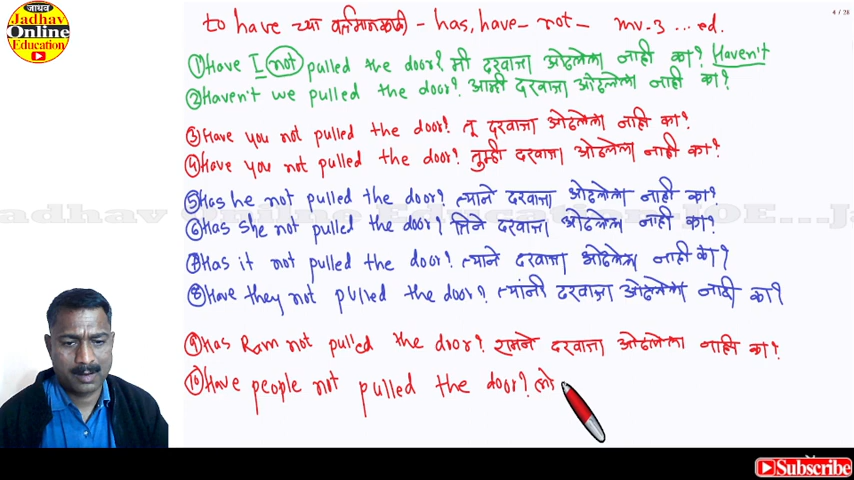 जाधव
Jadhav
Online
Education
4 / 28
to have च्या वर्तमानकाळी - has, have - not - mv-3 ... ed.
① Have I not pulled the door? मी दरवाजा ओढलेला नाही का? Haven't
② Haven't we pulled the door? आम्ही दरवाजा ओढलेला नाही का?
③ Have you not pulled the door? तू दरवाजा ओढलेला नाही का?
④ Have you not pulled the door? तुम्ही दरवाजा ओढलेला नाही का?
⑤ Has he not pulled the door? त्याने दरवाजा ओढलेला नाही का?
adhav Online Education-JOE...Ja
⑥ Has she not pulled the door? तिने दरवाजा ओढलेला नाही का?
⑦ Has it not pulled the door? त्याने दरवाजा ओढलेला नाही का?
⑧ Have they not pulled the door? त्यांनी दरवाजा ओढलेला नाही का?
⑨ Has Ram not pulled the door? रामने दरवाजा ओढलेला नाही का?
⑩ Have people not pulled the door? लो
Subscribe